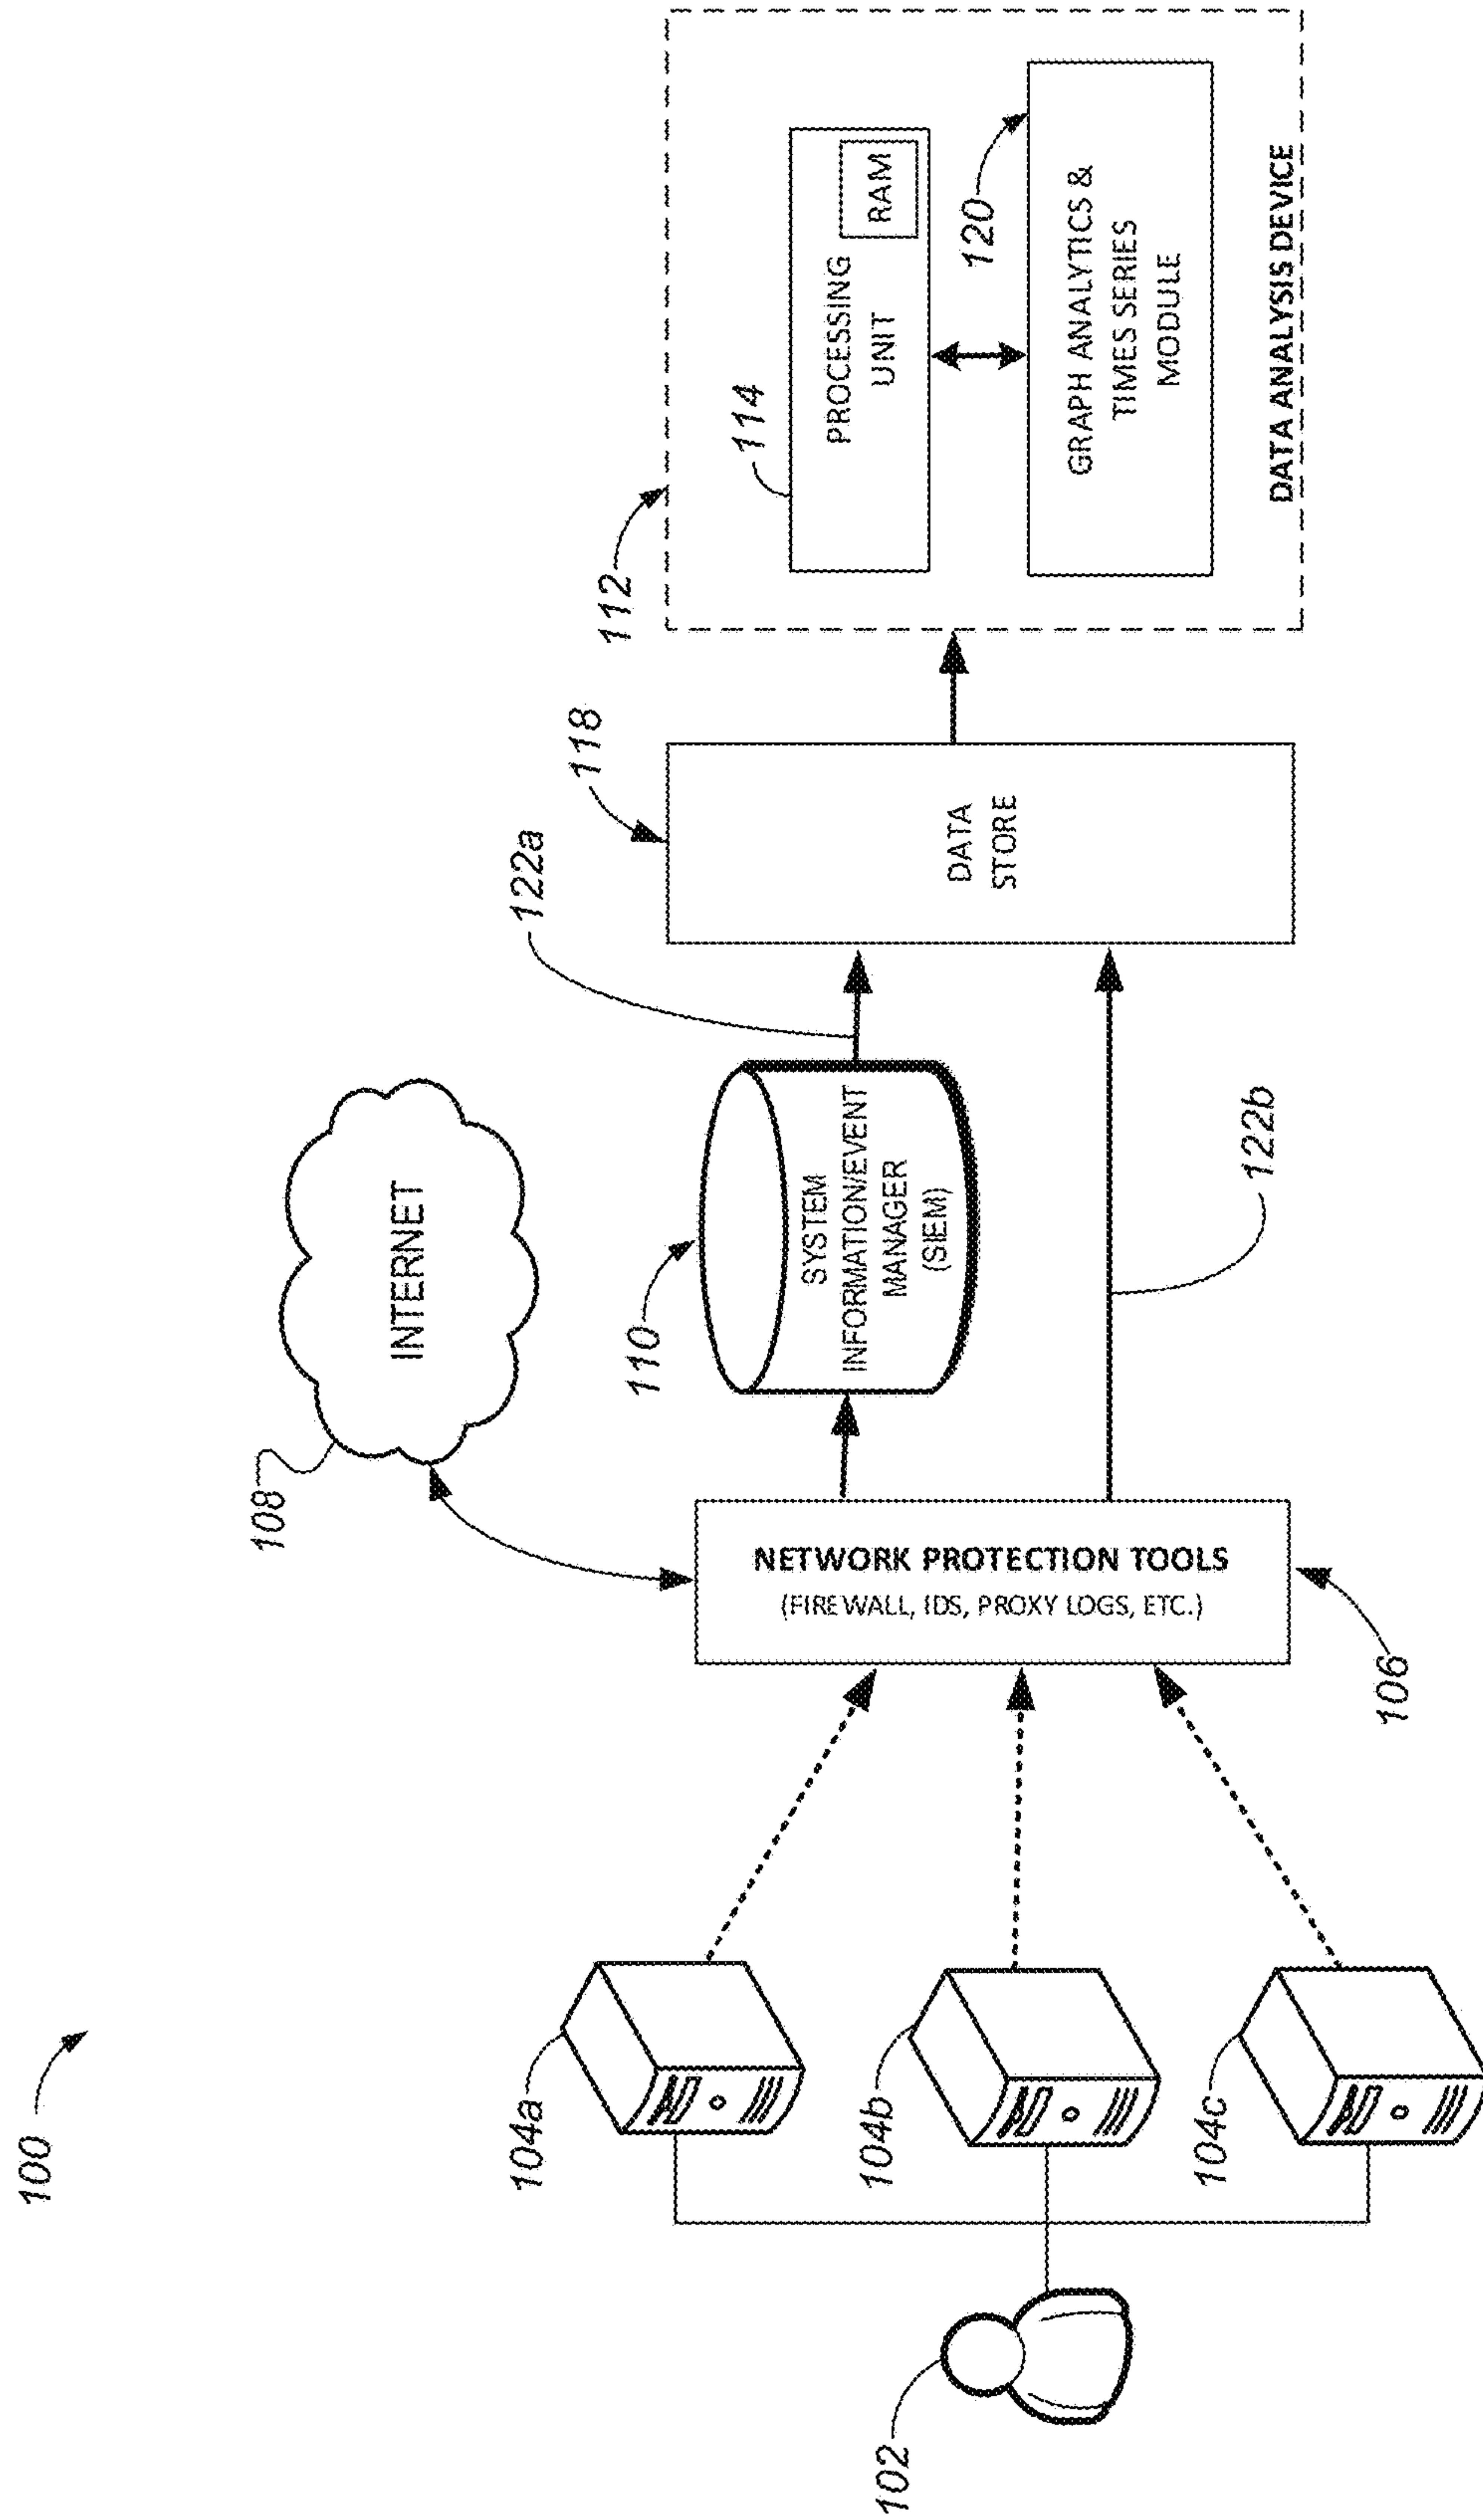 100
102
104a
104b
104c
106
NETWORK PROTECTION TOOLS
(FIREWALL, IDS, PROXY LOGS, ETC.)
108
INTERNET
110
SYSTEM
INFORMATION/EVENT
MANAGER
(SIEM)
122a
122b
118
DATA
STORE
112
114
PROCESSING
UNIT
RAM
120
GRAPH ANALYTICS &
TIMES SERIES
MODULE
DATA ANALYSIS DEVICE